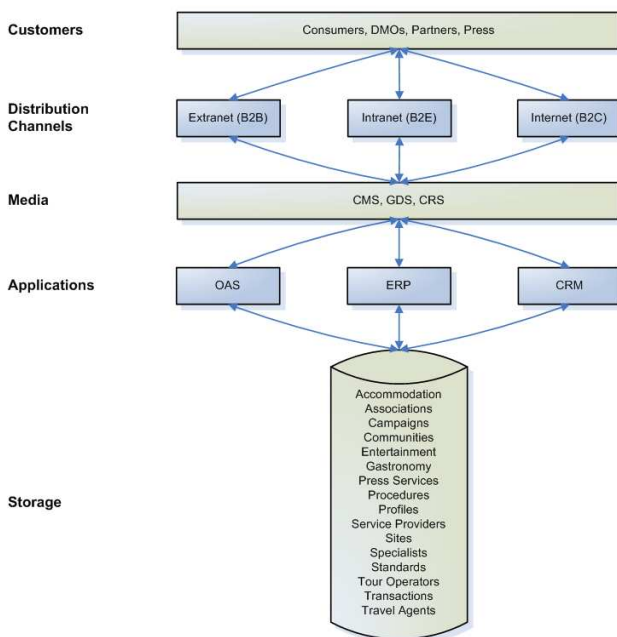 Customers
Consumers, DMOs, Partners, Press
Distribution
Channels
Extranet (B2B)
Intranet (B2E)
Internet (B2C)
Media
CMS, GDS, CRS
Applications
OAS
ERP
CRM
Storage
Accommodation
Associations
Campaigns
Communities
Entertainment
Gastronomy
Press Services
Procedures
Profiles
Service Providers
Sites
Specialists
Standards
Tour Operators
Transactions
Travel Agents